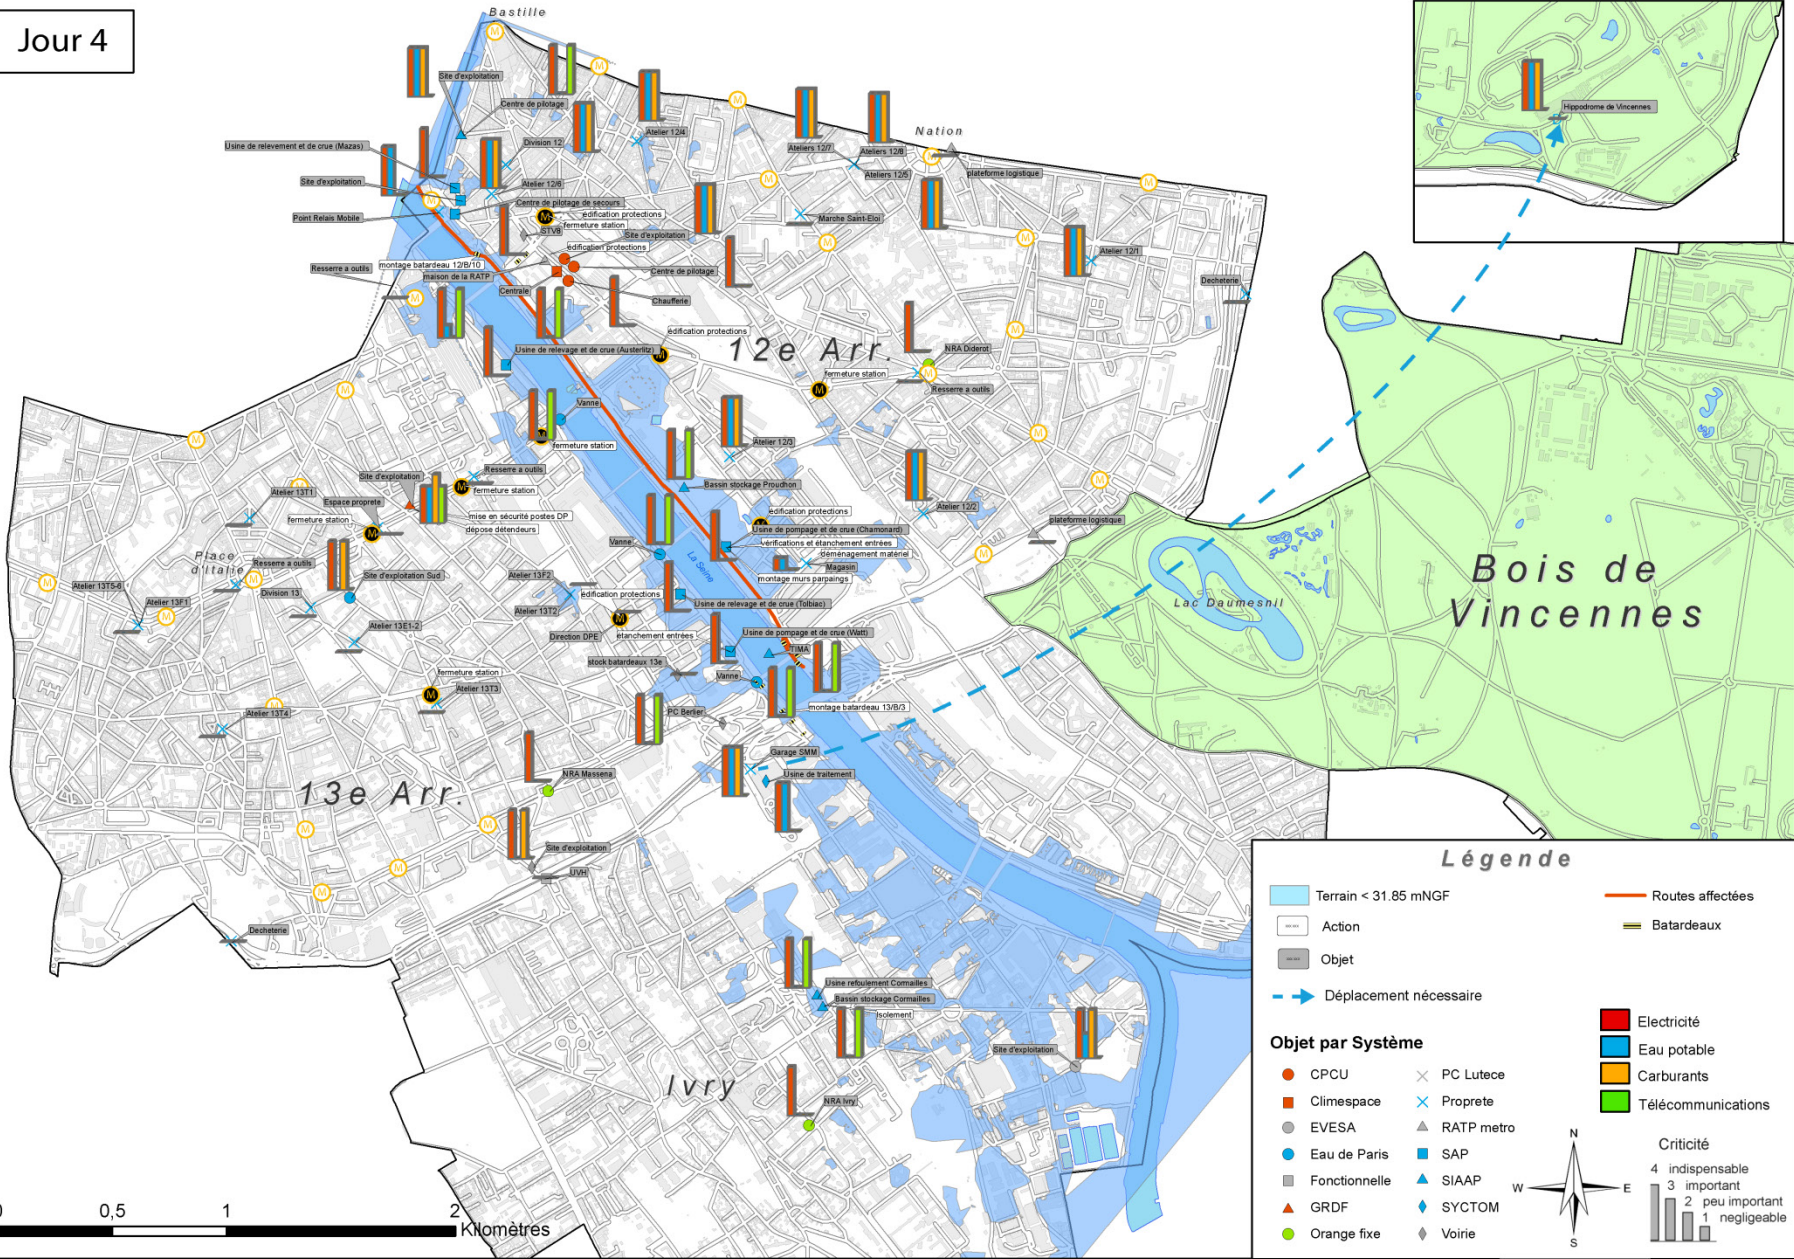 Jour 4
Bastille
Site d'exploitation
Centre de pilotage
Usine de relevement et de crue (Mazas)
Division 12
Atelier 12/4
Ateliers 12/7
Ateliers 12/8
Ateliers 12/5
Nation
plateforme logistique
Hippodrome de Vincennes
Site d'exploitation
Atelier 12/6
Centre de pilotage de secours
Point Relais Mobile
édification protections
fermeture station
STV8
Site d'exploitation
Marche Saint-Eloi
édification protections
Atelier 12/1
montage batardeau 12/B/10
Resserre a outils
maison de la RATP
Centre de pilotage
Centrale
Chaufferie
Decheterie
édification protections
12e Arr.
NRA Diderot
Usine de relevage et de crue (Austerlitz)
fermeture station
Resserre a outils
Vanne
fermeture station
Atelier 12/3
Resserre a outils
Site d'exploitation
fermeture station
Bassin stockage Proudhon
Atelier 13T1
Espace proprete
mise en sécurité postes DP
dépose détendeurs
fermeture station
Atelier 12/2
édification protections
plateforme logistique
Usine de pompage et de crue (Chamonard)
vérifications et étanchement entrées
Vanne
La Seine
déménagement matériel
Magasin
montage murs parpaings
Place
d'Italie
Resserre a outils
Site d'exploitation Sud
Atelier 13F2
Atelier 13T5-6
Atelier 13F1
Division 13
édification protections
Atelier 13T2
Usine de relevage et de crue (Tolbiac)
Lac Daumesnil
Bois de
Vincennes
Atelier 13E1-2
Direction DPE
étanchement entrées
Usine de pompage et de crue (Watt)
TIMA
stock batardeaux 13e
fermeture station
Vanne
Atelier 13T3
montage batardeau 13/B/3
Atelier 13T4
PC Berlier
Garage SMM
Usine de traitement
13e Arr.
NRA Massena
Site d'exploitation
UVH
Decheterie
Usine refoulement Cornailles
Bassin stockage Cornailles
Isolement
Site d'exploitation
Ivry
NRA Ivry
0,5
1
2
Kilomètres
Légende
Terrain < 31.85 mNGF
Routes affectées
Action
Batardeaux
Objet
Déplacement nécessaire
Objet par Système
CPCU
Climespace
EVESA
Eau de Paris
Fonctionnelle
GRDF
Orange fixe
PC Lutece
Proprete
RATP metro
SAP
SIAAP
SYCTOM
Voirie
Electricité
Eau potable
Carburants
Télécommunications
N
W
E
S
Criticité
4 indispensable
3 important
2 peu important
1 negligeable